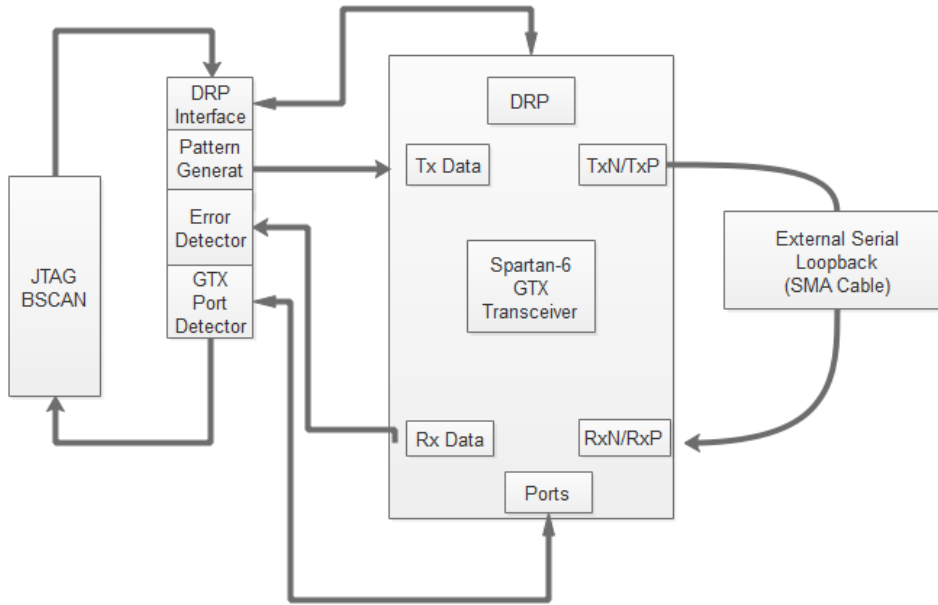 DRP
Interface
Pattern
Generat
Error
Detector
GTX
Port
Detector
JTAG
BSCAN
DRP
Tx Data
TxN/TxP
Spartan-6
GTX
Transceiver
Rx Data
RxN/RxP
Ports
External Serial
Loopback
(SMA Cable)